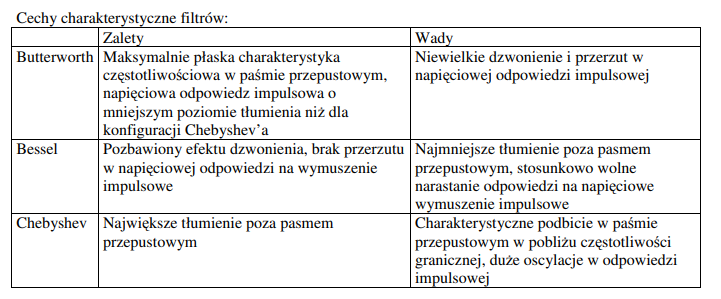 Cechy charakterystyczne filtrów:
Zalety
Wady
Butterworth
Maksymalnie płaska charakterystyka
częstotliwościowa w paśmie przepustowym,
napięciowa odpowiedz impulsowa o
mniejszym poziomie tłumienia niż dla
konfiguracji Chebyshev'a
Niewielkie dzwonienie i przerzut w
napięciowej odpowiedzi impulsowej
Bessel
Pozbawiony efektu dzwonienia, brak przerzutu
w napięciowej odpowiedzi na wymuszenie
impulsowe
Najmniejsze tłumienie poza pasmem
przepustowym, stosunkowo wolne
narastanie odpowiedzi na napięciowe
wymuszenie impulsowe
Chebyshev
Największe tłumienie poza pasmem
przepustowym
Charakterystyczne podbicie w paśmie
przepustowym w pobliżu częstotliwości
granicznej, duże oscylacje w odpowiedzi
impulsowej